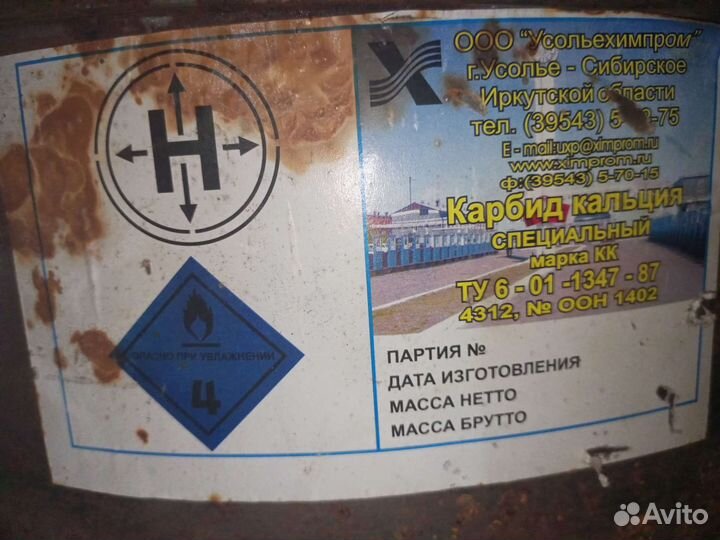 Н
ОПАСНО ПРИ УВЛАЖНЕНИИ
4
Х
ООО "Усольехимпром"
г.Усолье - Сибирское
Иркутской области
тел. (39543)
E - mail:uxp@ximprom.ru
www.ximprom.ru
ф:(39543) 5-70-15
Карбид кальция
СПЕЦИАЛЬНЫЙ
марка КК
ТУ 6 - 01 -1347 - 87
4312, № ООН 1402
ПАРТИЯ №
ДАТА ИЗГОТОВЛЕНИЯ
МАССА НЕТТО
МАССА БРУТТО
Avito